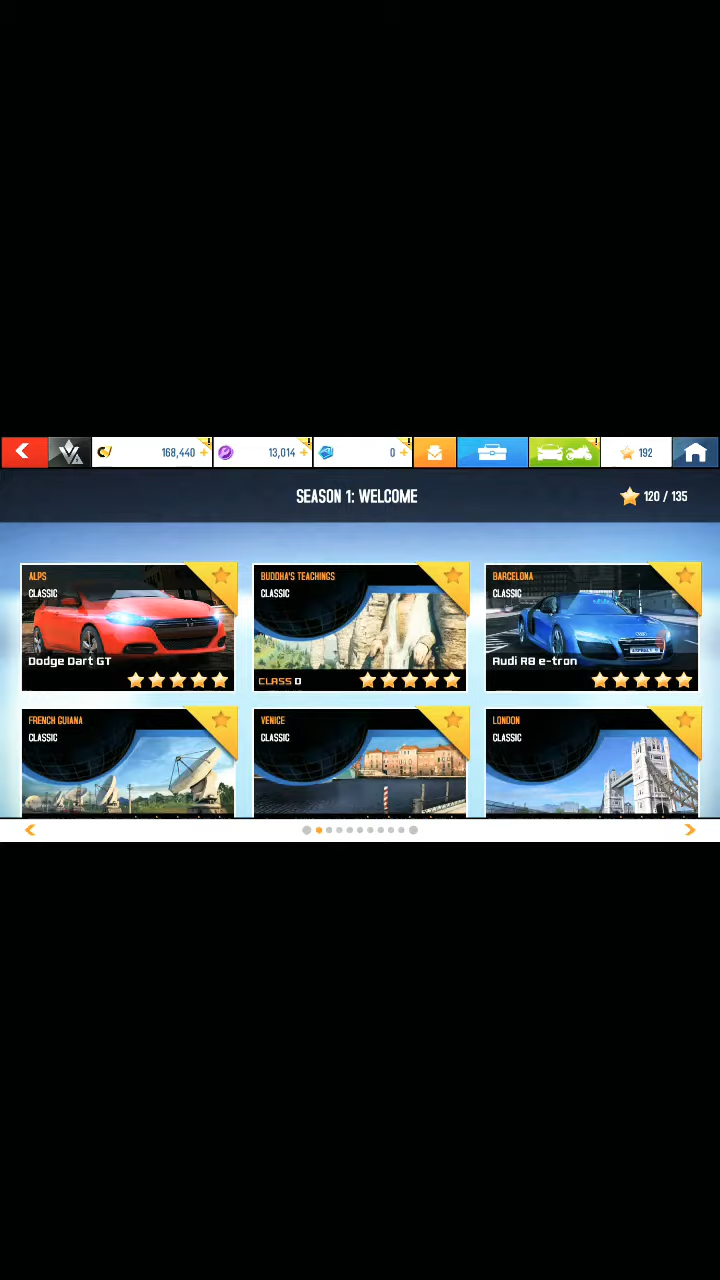 168,440
13,014
0
192
SEASON 1: WELCOME
120 / 135
ALPS
CLASSIC
Dodge Dart GT
BUDDHA'S TEACHINGS
CLASSIC
CLASS D
BARCELONA
CLASSIC
Audi R8 e-tron
FRENCH GUIANA
CLASSIC
VENICE
CLASSIC
LONDON
CLASSIC